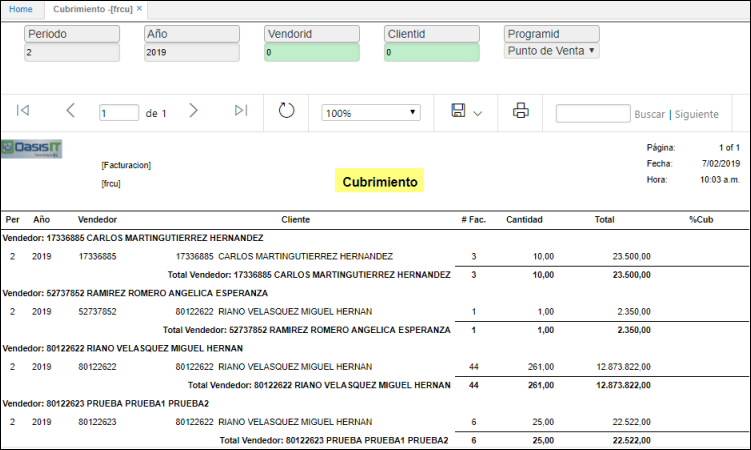 Home Cubrimiento -[frcu] ×
Periodo Año Vendorid Clientid Programid
2 2019 0 0 Punto de Venta
1 de 1 100% Buscar | Siguiente
OasisIT
Página: 1 of 1
[Facturacion]
Fecha: 7/02/2019
[frcu] Cubrimiento Hora: 10:03 a.m.
Per Año Vendedor Cliente # Fac. Cantidad Total %Cub
Vendedor: 17336885 CARLOS MARTINGUTIERREZ HERNANDEZ
2 2019 17336885 17336885 CARLOS MARTINGUTIERREZ HERNANDEZ 3 10,00 23.500,00
Total Vendedor: 17336885 CARLOS MARTINGUTIERREZ HERNANDEZ 3 10,00 23.500,00
Vendedor: 52737852 RAMIREZ ROMERO ANGELICA ESPERANZA
2 2019 52737852 80122622 RIANO VELASQUEZ MIGUEL HERNAN 1 1,00 2.350,00
Total Vendedor: 52737852 RAMIREZ ROMERO ANGELICA ESPERANZA 1 1,00 2.350,00
Vendedor: 80122622 RIANO VELASQUEZ MIGUEL HERNAN
2 2019 80122622 80122622 RIANO VELASQUEZ MIGUEL HERNAN 44 261,00 12.873.822,00
Total Vendedor: 80122622 RIANO VELASQUEZ MIGUEL HERNAN 44 261,00 12.873.822,00
Vendedor: 80122623 PRUEBA PRUEBA1 PRUEBA2
2 2019 80122623 80122622 RIANO VELASQUEZ MIGUEL HERNAN 6 25,00 22.522,00
Total Vendedor: 80122623 PRUEBA PRUEBA1 PRUEBA2 6 25,00 22.522,00